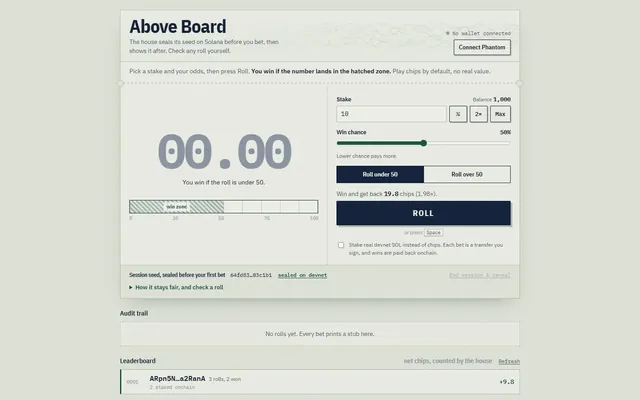 Above Board
The house seals its seed on Solana before you bet, then
shows it after. Check any roll yourself.
No wallet connected
Connect Phantom
Pick a stake and your odds, then press Roll. You win if the number lands in the hatched zone. Play chips by default, no real value.
00.00
You win if the roll is under 50.
win zone
0 25 50 75 100
Stake
Balance 1,000
10
½ 2× Max
Win chance 50%
Lower chance pays more.
Roll under 50 Roll over 50
Win and get back 19.8 chips (1.98×).
ROLL
or press Space
Stake real devnet SOL instead of chips. Each bet is a transfer you
sign, and wins are paid back onchain.
Session seed, sealed before your first bet sealed on devnet
End session & reveal
▶ How it stays fair, and check a roll
Audit trail
No rolls yet. Every bet prints a stub here.
Leaderboard
net chips, counted by the house Refresh
0001 ARpn5N…a2RanA 3 rolls, 2 won +9.8
2 staked onchain